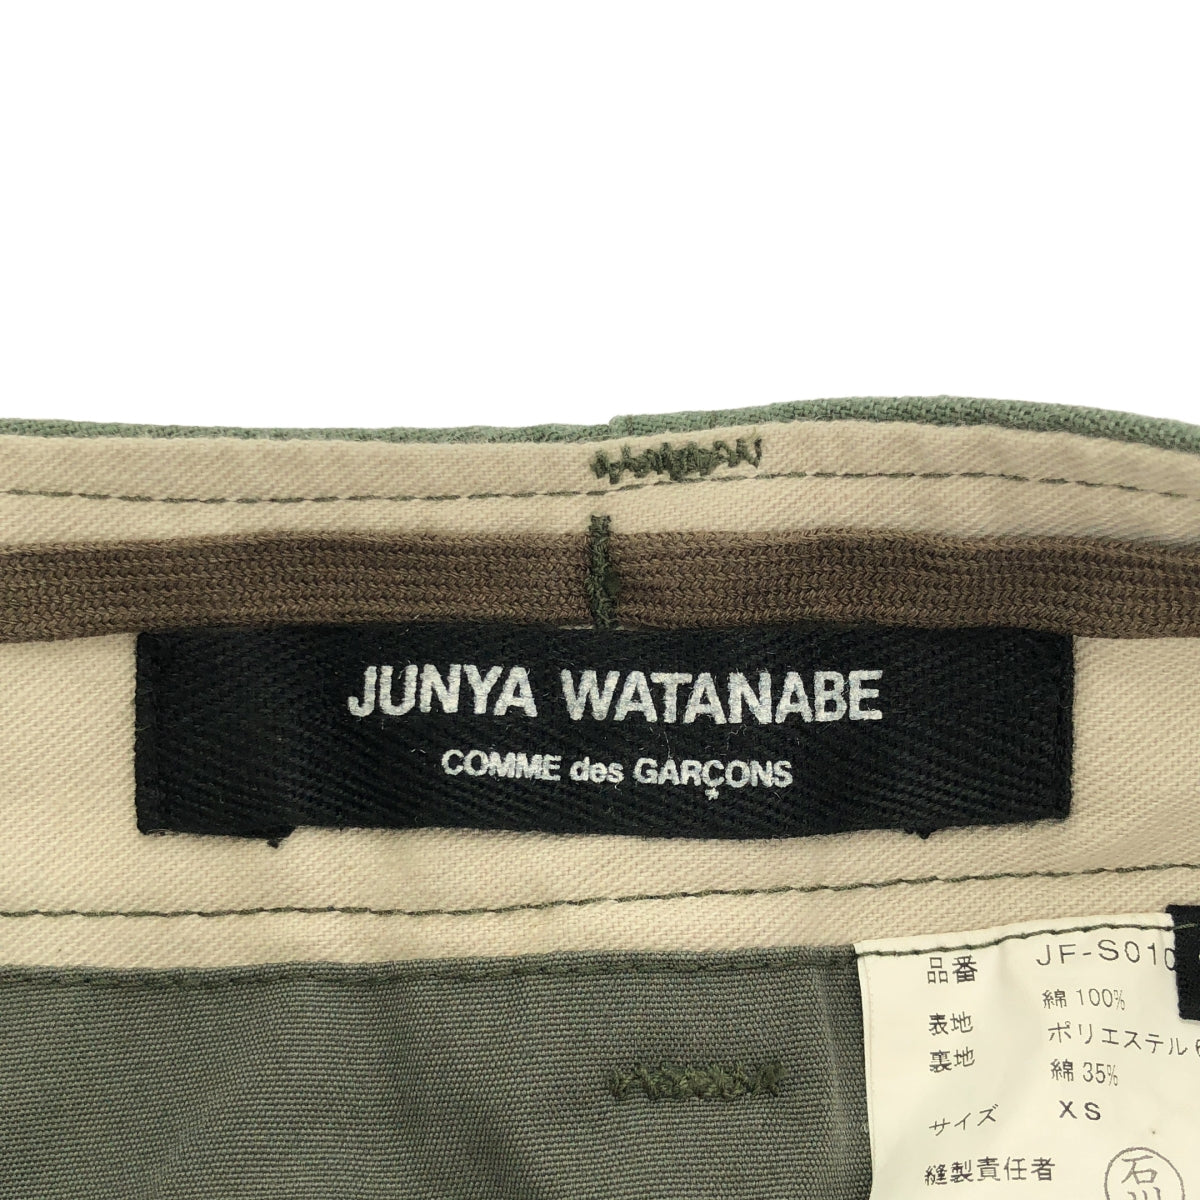 JUNYA WATANABE
COMME des GARÇONS
品番 JF-S010
表地 綿 100%
裏地 ポリエステル
綿 35%
サイズ XS
縫製責任者 石川